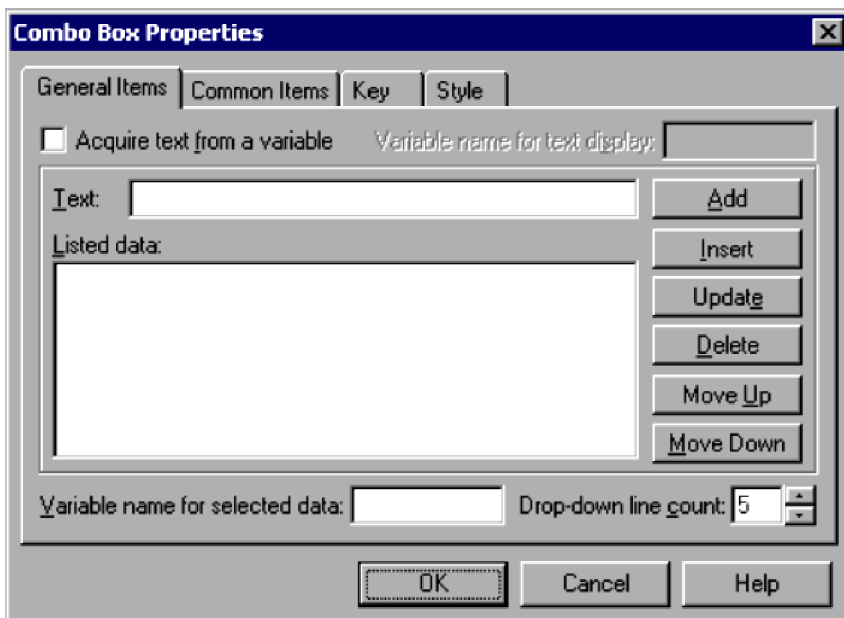 Combo Box Properties
General Items Common Items Key Style
Acquire text from a variable Variable name for text display:
Text: Add
Listed data: Insert
Update
Delete
Move Up
Move Down
Variable name for selected data: Drop-down line count: 5
OK Cancel Help